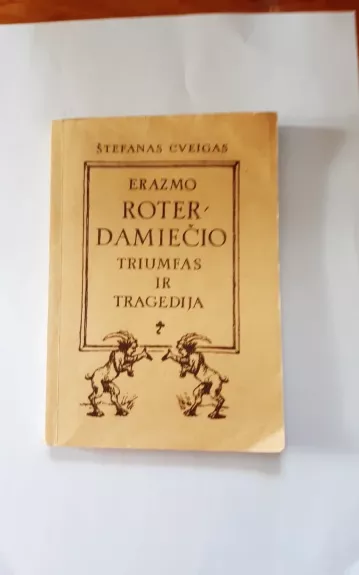 ŠTEFANAS CVEIGAS
ERAZMO
ROTER-
DAMIEČIO
TRIUMFAS
IR
TRAGEDIJA